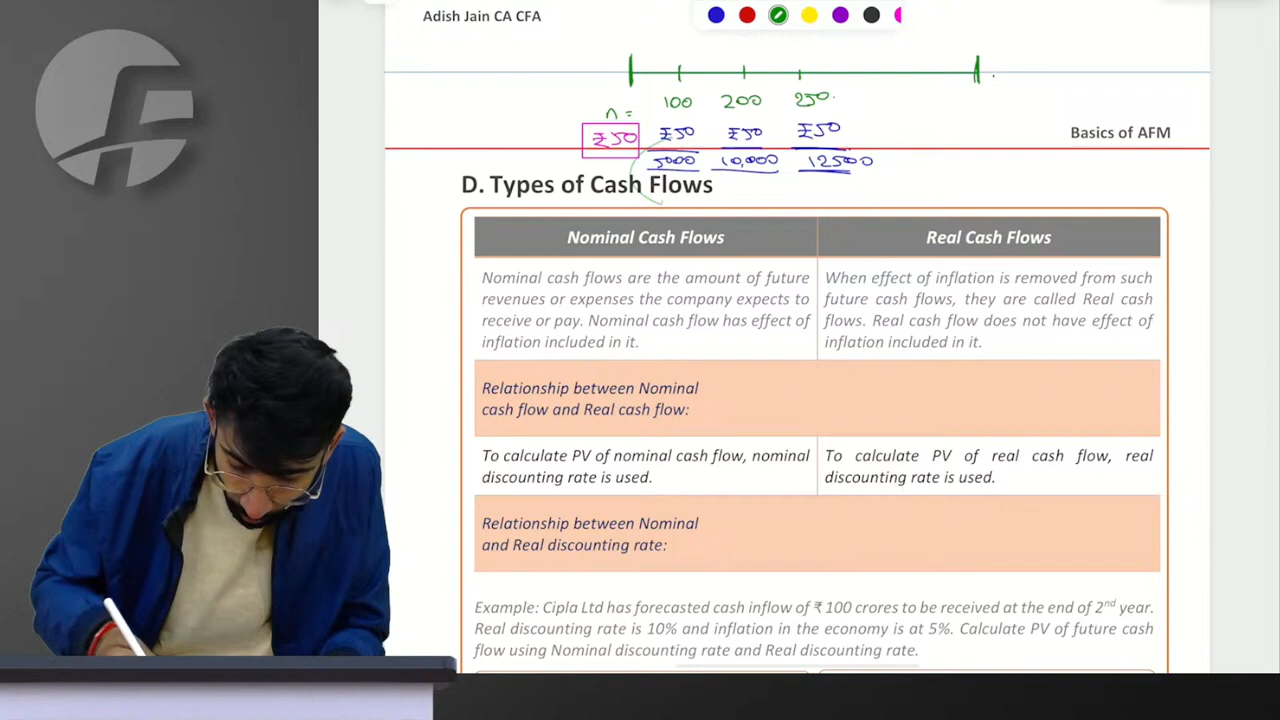 Adish Jain CA CFA
n = 100 200 250
₹50 ₹50 ₹50 ₹50
Basics of AFM
5000 10,000 12500
D. Types of Cash Flows
Nominal Cash Flows Real Cash Flows
Nominal cash flows are the amount of future
revenues or expenses the company expects to
receive or pay. Nominal cash flow has effect of
inflation included in it.
When effect of inflation is removed from such
future cash flows, they are called Real cash
flows. Real cash flow does not have effect of
inflation included in it.
Relationship between Nominal
cash flow and Real cash flow:
To calculate PV of nominal cash flow, nominal
discounting rate is used.
To calculate PV of real cash flow, real
discounting rate is used.
Relationship between Nominal
and Real discounting rate:
Example: Cipla Ltd has forecasted cash inflow of ₹ 100 crores to be received at the end of 2nd year.
Real discounting rate is 10% and inflation in the economy is at 5%. Calculate PV of future cash
flow using Nominal discounting rate and Real discounting rate.